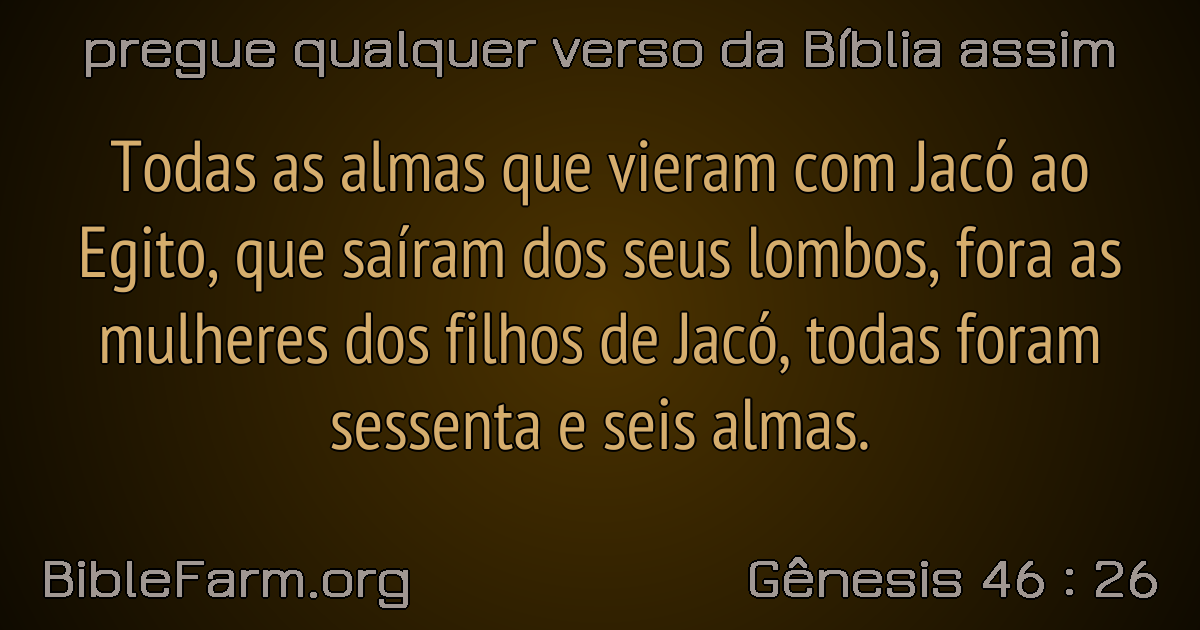 pregue qualquer verso da Bíblia assim
Todas as almas que vieram com Jacó ao
Egito, que saíram dos seus lombos, fora as
mulheres dos filhos de Jacó, todas foram
sessenta e seis almas.
BibleFarm.org
Gênesis 46 : 26